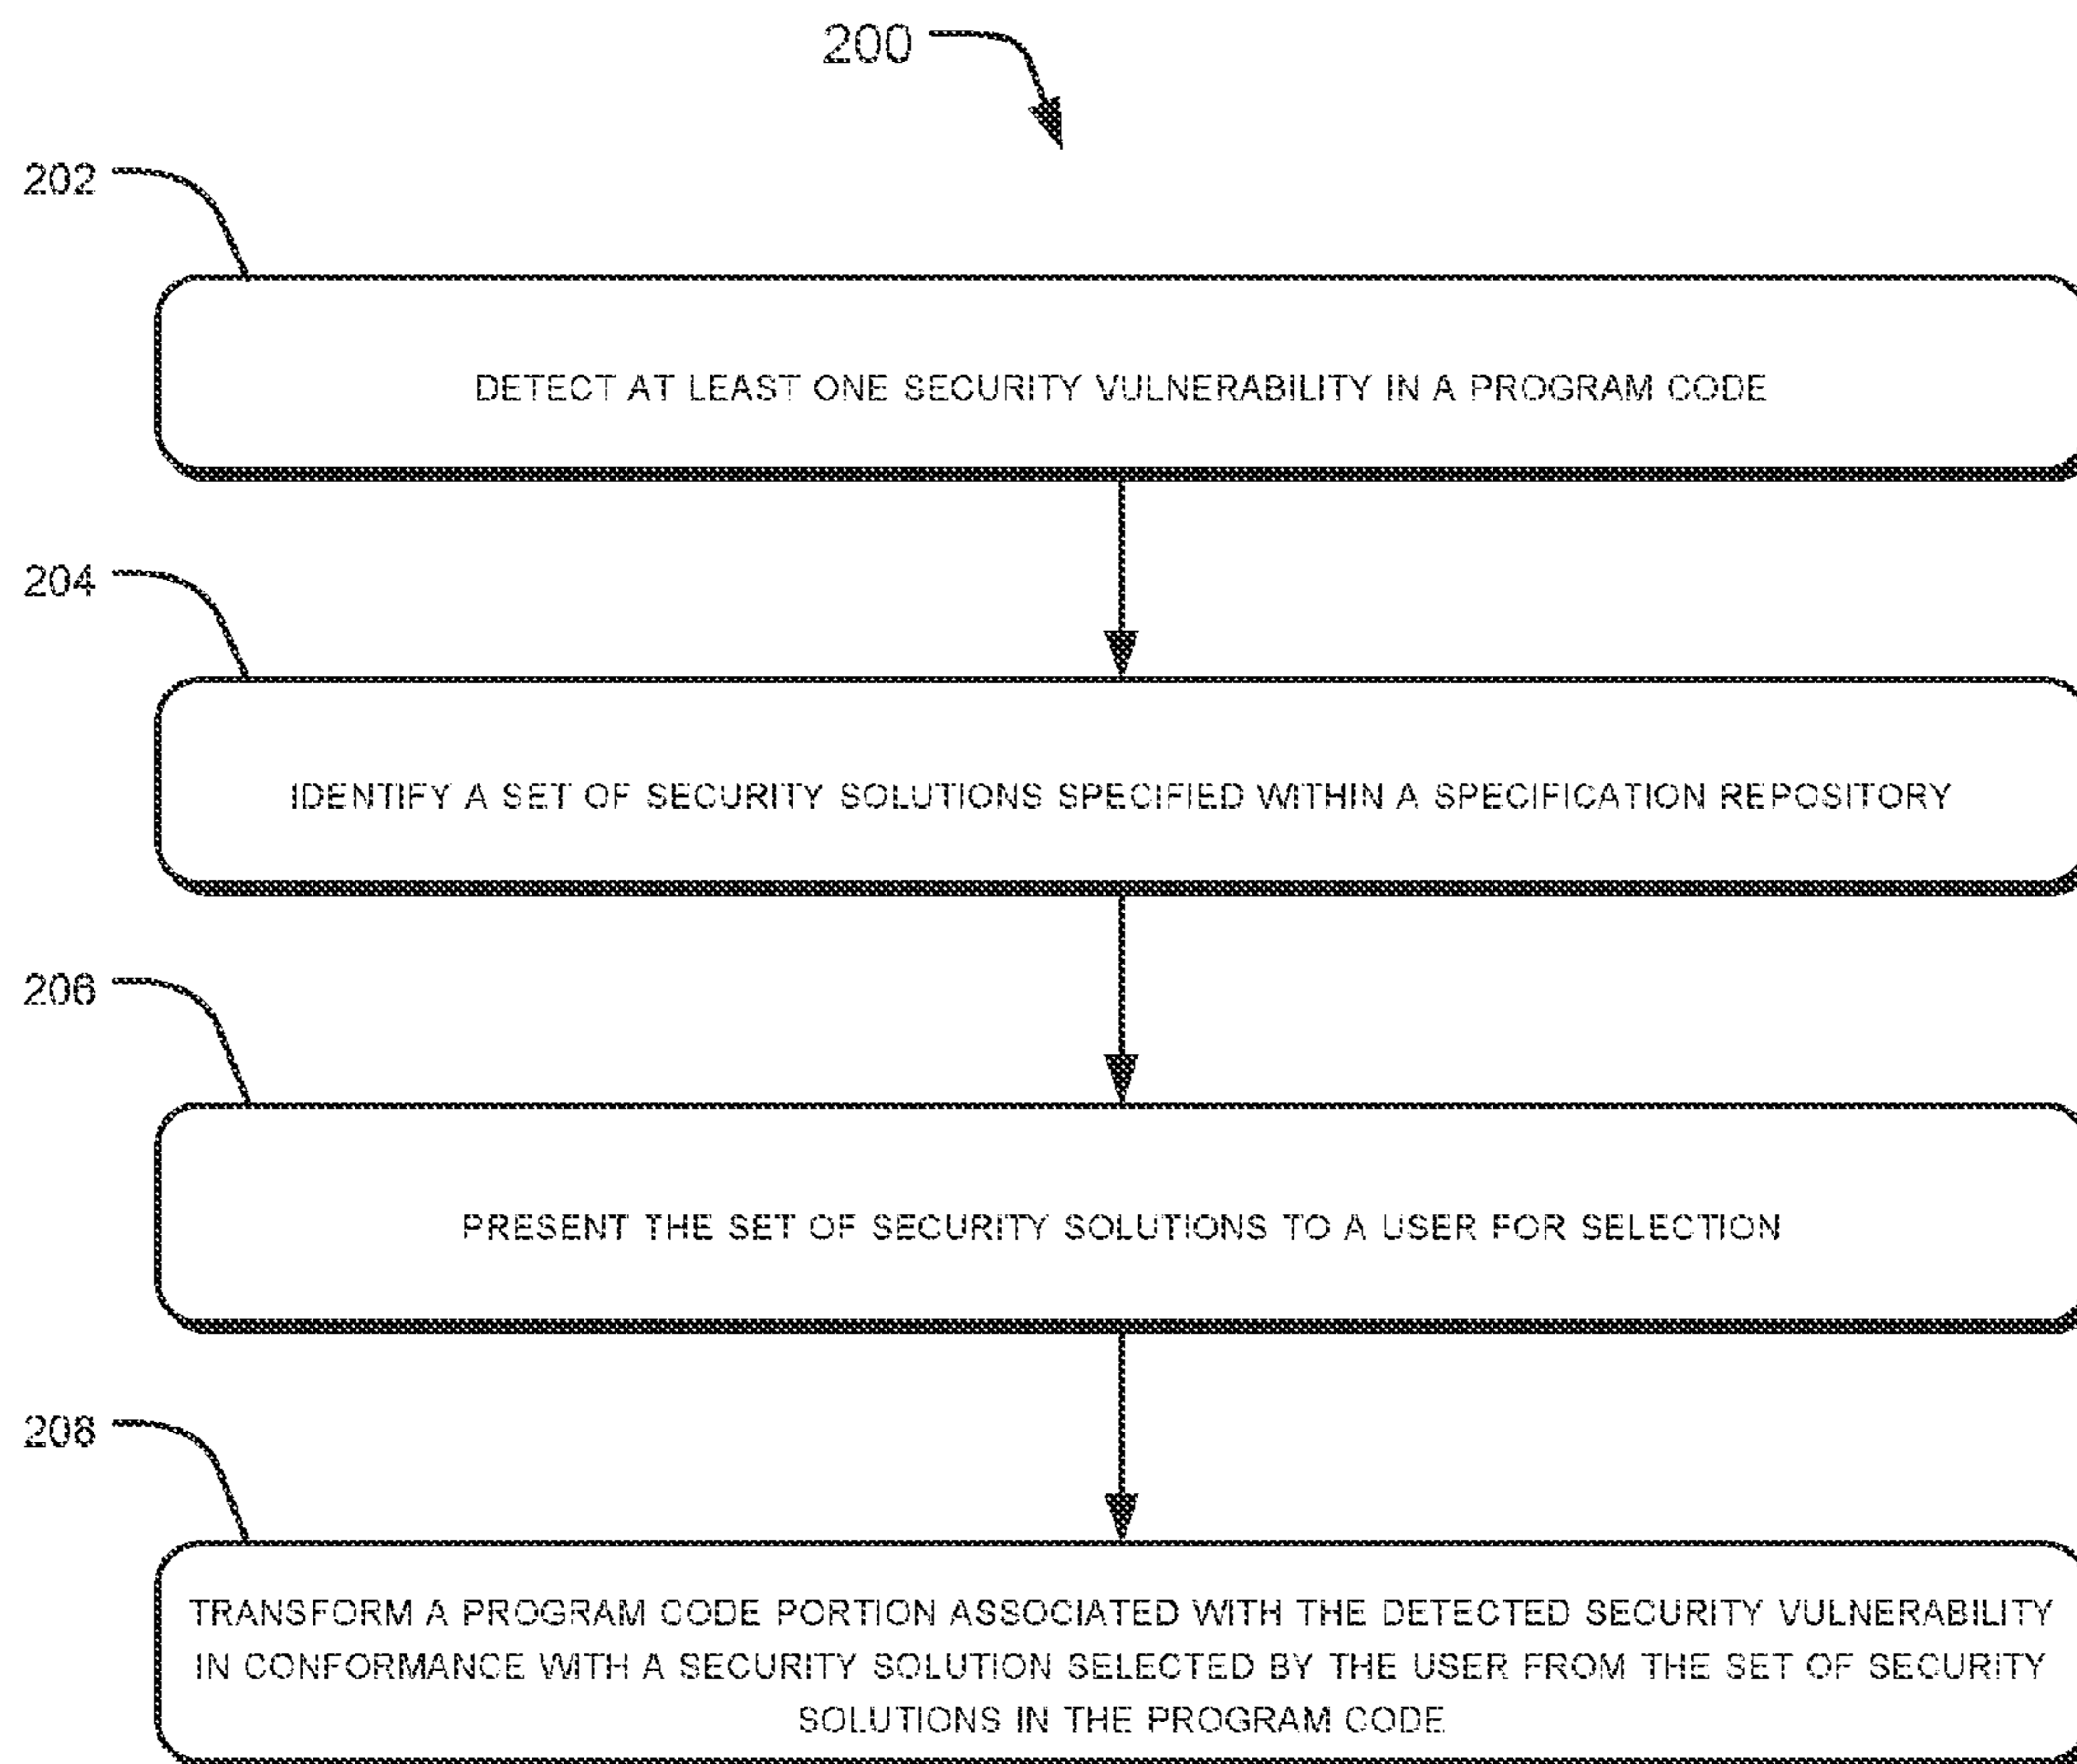 200
202
DETECT AT LEAST ONE SECURITY VULNERABILITY IN A PROGRAM CODE
204
IDENTIFY A SET OF SECURITY SOLUTIONS SPECIFIED WITHIN A SPECIFICATION REPOSITORY
206
PRESENT THE SET OF SECURITY SOLUTIONS TO A USER FOR SELECTION
208
TRANSFORM A PROGRAM CODE PORTION ASSOCIATED WITH THE DETECTED SECURITY VULNERABILITY
IN CONFORMANCE WITH A SECURITY SOLUTION SELECTED BY THE USER FROM THE SET OF SECURITY
SOLUTIONS IN THE PROGRAM CODE